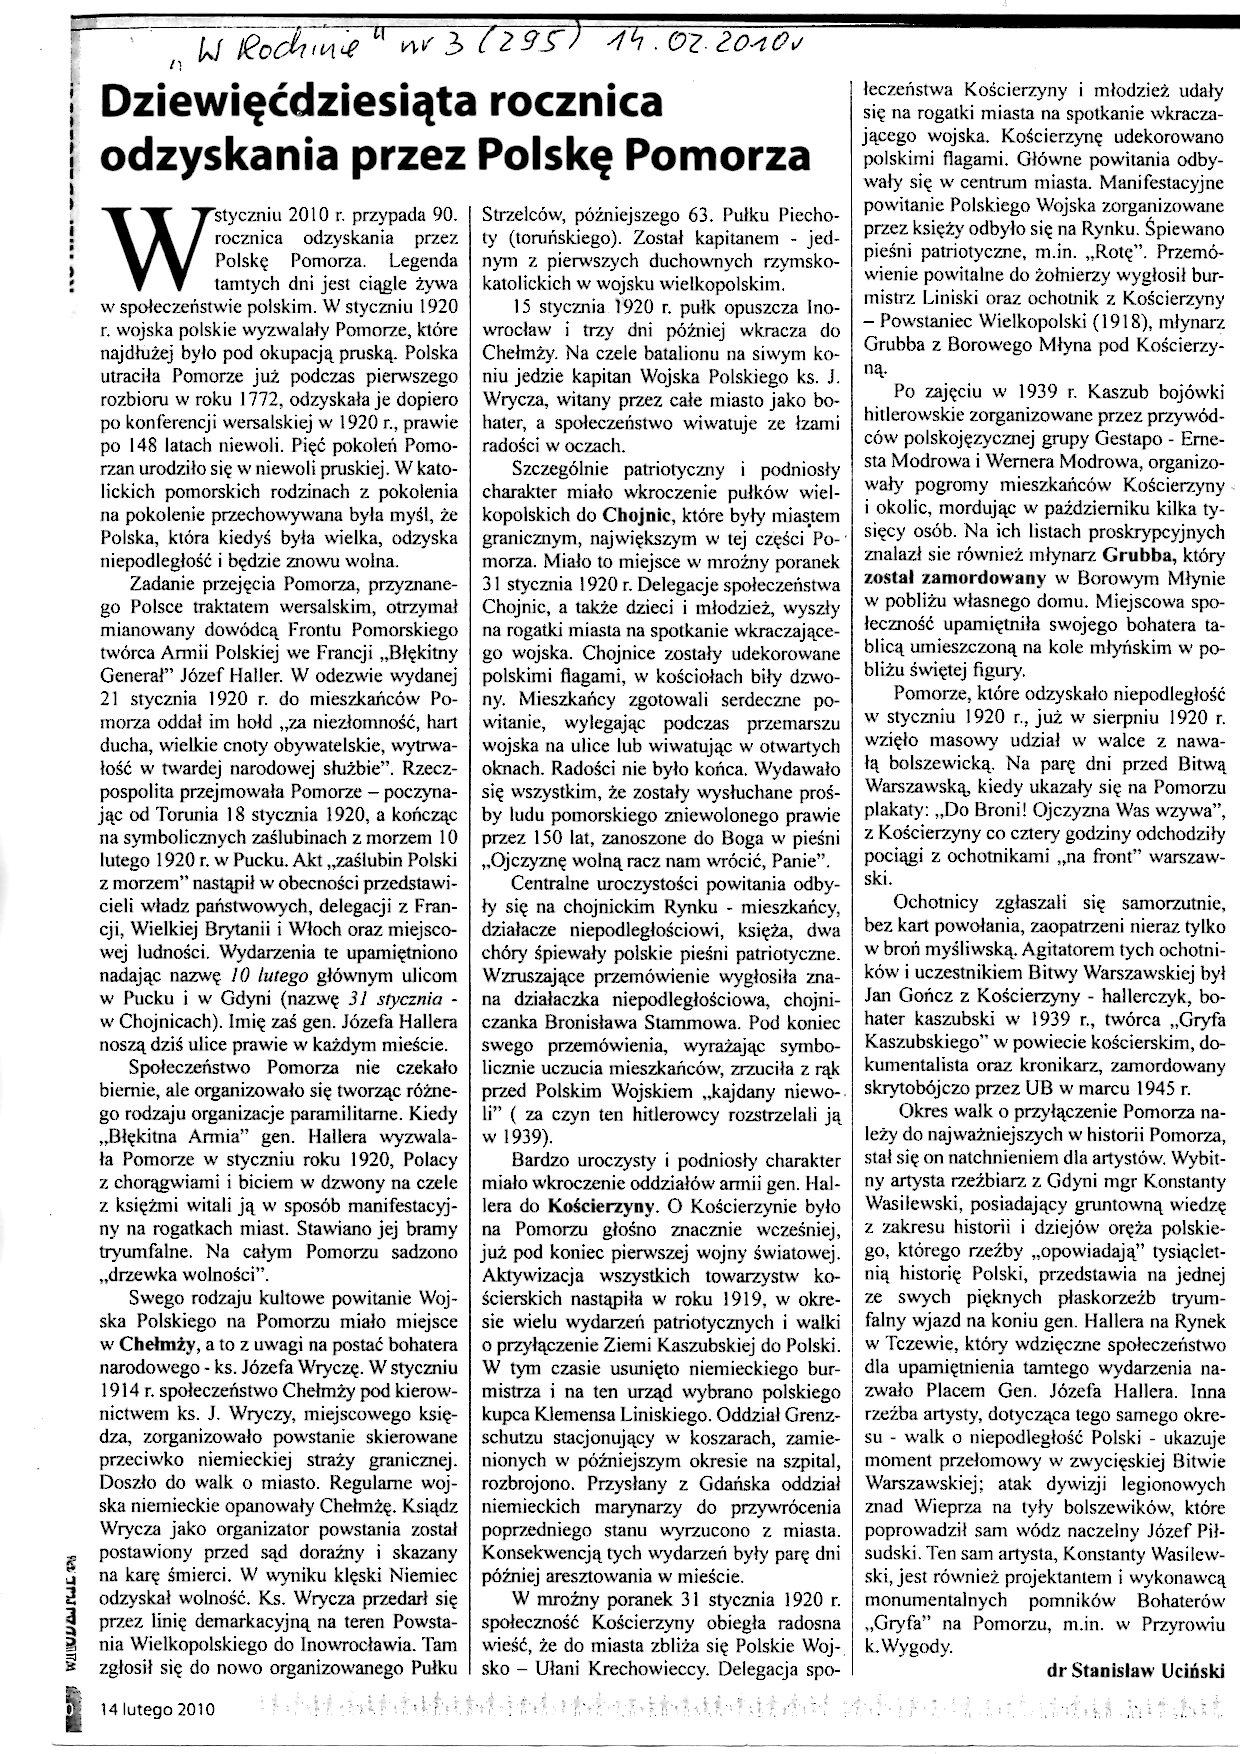 „W Rodzinie" nr 3 (295) 14.02.2010r
Dziewięćdziesiąta rocznica
odzyskania przez Polskę Pomorza
W styczniu 2010 r. przypada 90.
rocznica odzyskania przez
Polskę Pomorza. Legenda
tamtych dni jest ciągle żywa
w społeczeństwie polskim. W styczniu 1920
r. wojska polskie wyzwalały Pomorze, które
najdłużej było pod okupacją pruską. Polska
utraciła Pomorze już podczas pierwszego
rozbioru w roku 1772, odzyskała je dopiero
po konferencji wersalskiej w 1920 r., prawie
po 148 latach niewoli. Pięć pokoleń Pomo-
rzan urodziło się w niewoli pruskiej. W kato-
lickich pomorskich rodzinach z pokolenia
na pokolenie przechowywana była myśl, że
Polska, która kiedyś była wielka, odzyska
niepodległość i będzie znowu wolna.
Zadanie przejęcia Pomorza, przyznane-
go Polsce traktatem wersalskim, otrzymał
mianowany dowódcą Frontu Pomorskiego
twórca Armii Polskiej we Francji „Błękitny
Generał" Józef Haller. W odezwie wydanej
21 stycznia 1920 r. do mieszkańców Po-
morza oddał im hołd „za niezłomność, hart
ducha, wielkie cnoty obywatelskie, wytrwa-
łość w twardej narodowej służbie". Rzecz-
pospolita przejmowała Pomorze – poczyna-
jąc od Torunia 18 stycznia 1920, a kończąc
na symbolicznych zaślubinach z morzem 10
lutego 1920 r. w Pucku. Akt „zaślubin Polski
z morzem" nastąpił w obecności przedstawi-
cieli władz państwowych, delegacji z Fran-
cji, Wielkiej Brytanii i Włoch oraz miejsco-
wej ludności. Wydarzenia te upamiętniono
nadając nazwę 10 lutego głównym ulicom
w Pucku i w Gdyni (nazwę 31 stycznia -
w Chojnicach). Imię zaś gen. Józefa Hallera
noszą dziś ulice prawie w każdym mieście.
Społeczeństwo Pomorza nie czekało
biernie, ale organizowało się tworząc różne-
go rodzaju organizacje paramilitarne. Kiedy
„Błękitna Armia" gen. Hallera wyzwala-
ła Pomorze w styczniu roku 1920, Polacy
z chorągwiami i biciem w dzwony na czele
z księżmi witali ją w sposób manifestacyj-
ny na rogatkach miast. Stawiano jej bramy
tryumfalne. Na całym Pomorzu sadzono
„drzewka wolności".
Swego rodzaju kultowe powitanie Woj-
ska Polskiego na Pomorzu miało miejsce
w Chełmży, a to z uwagi na postać bohatera
narodowego - ks. Józefa Wryczę. W styczniu
1914 r. społeczeństwo Chełmży pod kierow-
nictwem ks. J. Wryczy, miejscowego księ-
dza, zorganizowało powstanie skierowane
przeciwko niemieckiej straży granicznej.
Doszło do walk o miasto. Regularne woj-
ska niemieckie opanowały Chełmżę. Ksiądz
Wrycza jako organizator powstania został
postawiony przed sąd doraźny i skazany
na karę śmierci. W wyniku klęski Niemiec
odzyskał wolność. Ks. Wrycza przedarł się
przez linię demarkacyjną na teren Powsta-
nia Wielkopolskiego do Inowrocławia. Tam
zgłosił się do nowo organizowanego Pułku
Strzelców, późniejszego 63. Pułku Piecho-
ty (toruńskiego). Został kapitanem - jed-
nym z pierwszych duchownych rzymsko-
katolickich w wojsku wielkopolskim.
15 stycznia 1920 r. pułk opuszcza Ino-
wrocław i trzy dni później wkracza do
Chełmży. Na czele batalionu na siwym ko-
niu jedzie kapitan Wojska Polskiego ks. J.
Wrycza, witany przez całe miasto jako bo-
hater, a społeczeństwo wiwatuje ze łzami
radości w oczach.
Szczególnie patriotyczny i podniosły
charakter miało wkroczenie pułków wiel-
kopolskich do Chojnic, które były miastem
granicznym, największym w tej części Po-
morza. Miało to miejsce w mroźny poranek
31 stycznia 1920 r. Delegacje społeczeństwa
Chojnic, a także dzieci i młodzież, wyszły
na rogatki miasta na spotkanie wkraczające-
go wojska. Chojnice zostały udekorowane
polskimi flagami, w kościołach biły dzwo-
ny. Mieszkańcy zgotowali serdeczne po-
witanie, wylegając podczas przemarszu
wojska na ulice lub wiwatując w otwartych
oknach. Radości nie było końca. Wydawało
się wszystkim, że zostały wysłuchane proś-
by ludu pomorskiego zniewolonego prawie
przez 150 lat, zanoszone do Boga w pieśni
„Ojczyznę wolną racz nam wrócić, Panie".
Centralne uroczystości powitania odby-
ły się na chojnickim Rynku - mieszkańcy,
działacze niepodległościowi, księża, dwa
chóry śpiewały polskie pieśni patriotyczne.
Wzruszające przemówienie wygłosiła zna-
na działaczka niepodległościowa, chojni-
czanka Bronisława Stammowa. Pod koniec
swego przemówienia, wyrażając symbo-
licznie uczucia mieszkańców, zrzuciła z rąk
przed Polskim Wojskiem „kajdany niewo-
li" ( za czyn ten hitlerowcy rozstrzelali ją
w 1939).
Bardzo uroczysty i podniosły charakter
miało wkroczenie oddziałów armii gen. Hal-
lera do Kościerzyny. O Kościerzynie było
na Pomorzu głośno znacznie wcześniej,
już pod koniec pierwszej wojny światowej.
Aktywizacja wszystkich towarzystw ko-
ścierskich nastąpiła w roku 1919, w okre-
sie wielu wydarzeń patriotycznych i walki
o przyłączenie Ziemi Kaszubskiej do Polski.
W tym czasie usunięto niemieckiego bur-
mistrza i na ten urząd wybrano polskiego
kupca Klemensa Liniskiego. Oddział Grenz-
schutzu stacjonujący w koszarach, zamie-
nionych w późniejszym okresie na szpital,
rozbrojono. Przysłany z Gdańska oddział
niemieckich marynarzy do przywrócenia
poprzedniego stanu wyrzucono z miasta.
Konsekwencją tych wydarzeń były parę dni
później aresztowania w mieście.
W mroźny poranek 31 stycznia 1920 r.
społeczność Kościerzyny obiegła radosna
wieść, że do miasta zbliża się Polskie Woj-
sko – Ułani Krechowieccy. Delegacja spo-
łeczeństwa Kościerzyny i młodzież udały
się na rogatki miasta na spotkanie wkracza-
jącego wojska. Kościerzynę udekorowano
polskimi flagami. Główne powitania odby-
wały się w centrum miasta. Manifestacyjne
powitanie Polskiego Wojska zorganizowane
przez księży odbyło się na Rynku. Śpiewano
pieśni patriotyczne, m.in. „Rotę". Przemó-
wienie powitalne do żołnierzy wygłosił bur-
mistrz Liniski oraz ochotnik z Kościerzyny
– Powstaniec Wielkopolski (1918), młynarz
Grubba z Borowego Młyna pod Kościerzy-
ną.
Po zajęciu w 1939 r. Kaszub bojówki
hitlerowskie zorganizowane przez przywód-
ców polskojęzycznej grupy Gestapo - Erne-
sta Modrowa i Wernera Modrowa, organizo-
wały pogromy mieszkańców Kościerzyny
i okolic, mordując w październiku kilka ty-
sięcy osób. Na ich listach proskrypcyjnych
znalazł sie również młynarz Grubba, który
został zamordowany w Borowym Młynie
w pobliżu własnego domu. Miejscowa spo-
łeczność upamiętniła swojego bohatera ta-
blicą umieszczoną na kole młyńskim w po-
bliżu świętej figury.
Pomorze, które odzyskało niepodległość
w styczniu 1920 r., już w sierpniu 1920 r.
wzięło masowy udział w walce z nawa-
łą bolszewicką. Na parę dni przed Bitwą
Warszawską, kiedy ukazały się na Pomorzu
plakaty: „Do Broni! Ojczyzna Was wzywa",
z Kościerzyny co cztery godziny odchodziły
pociągi z ochotnikami „na front" warszaw-
ski.
Ochotnicy zgłaszali się samorzutnie,
bez kart powołania, zaopatrzeni nieraz tylko
w broń myśliwską. Agitatorem tych ochotni-
ków i uczestnikiem Bitwy Warszawskiej był
Jan Gończ z Kościerzyny - hallerczyk, bo-
hater kaszubski w 1939 r., twórca „Gryfa
Kaszubskiego" w powiecie kościerskim, do-
kumentalista oraz kronikarz, zamordowany
skrytobójczo przez UB w marcu 1945 r.
Okres walk o przyłączenie Pomorza na-
leży do najważniejszych w historii Pomorza,
stał się on natchnieniem dla artystów. Wybit-
ny artysta rzeźbiarz z Gdyni mgr Konstanty
Wasilewski, posiadający gruntowną wiedzę
z zakresu historii i dziejów oręża polskie-
go, którego rzeźby „opowiadają" tysiąclet-
nią historię Polski, przedstawia na jednej
ze swych pięknych płaskorzeźb tryum-
falny wjazd na koniu gen. Hallera na Rynek
w Tczewie, który wdzięczne społeczeństwo
dla upamiętnienia tamtego wydarzenia na-
zwało Placem Gen. Józefa Hallera. Inna
rzeźba artysty, dotycząca tego samego okre-
su - walk o niepodległość Polski - ukazuje
moment przełomowy w zwycięskiej Bitwie
Warszawskiej; atak dywizji legionowych
znad Wieprza na tyły bolszewików, które
poprowadził sam wódz naczelny Józef Pił-
sudski. Ten sam artysta, Konstanty Wasilew-
ski, jest również projektantem i wykonawcą
monumentalnych pomników Bohaterów
„Gryfa" na Pomorzu, m.in. w Przyrowiu
k.Wygody.
dr Stanisław Uciński
14 lutego 2010